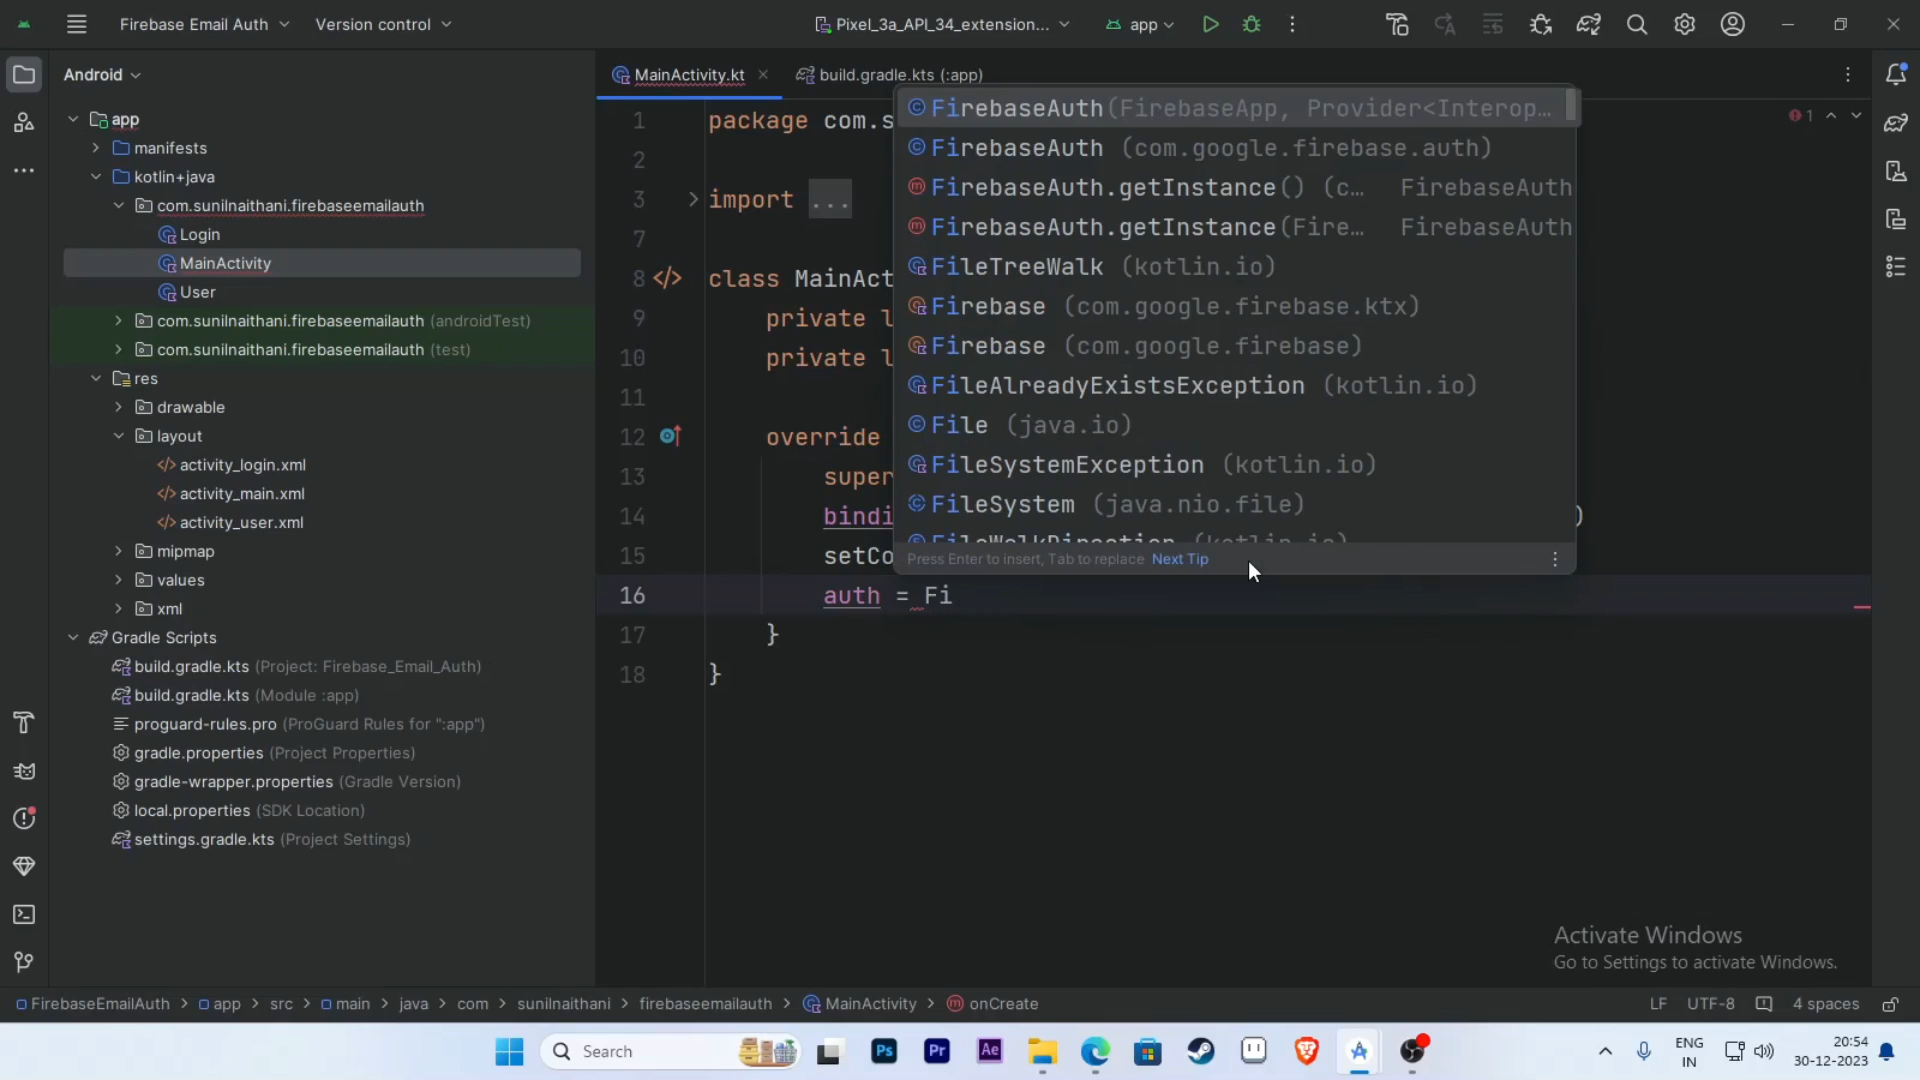 Firebase Email Auth
Version control
Pixel_3a_API_34_extension...
app
Android
MainActivity.kt
build.gradle.kts (:app)
app
manifests
kotlin+java
com.sunilnaithani.firebaseemailauth
Login
MainActivity
User
com.sunilnaithani.firebaseemailauth (androidTest)
com.sunilnaithani.firebaseemailauth (test)
res
drawable
layout
activity_login.xml
activity_main.xml
activity_user.xml
mipmap
values
xml
Gradle Scripts
build.gradle.kts (Project: Firebase_Email_Auth)
build.gradle.kts (Module :app)
proguard-rules.pro (ProGuard Rules for ":app")
gradle.properties (Project Properties)
gradle-wrapper.properties (Gradle Version)
local.properties (SDK Location)
settings.gradle.kts (Project Settings)
1 package com.s
2
3 import ...
7
8 class MainAct
9 private l
10 private l
11
12 override
13 super
14 bindi )
15 setCo
16 auth = Fi
17 }
18 }
1
FirebaseAuth(FirebaseApp, Provider<Interop...
FirebaseAuth (com.google.firebase.auth)
FirebaseAuth.getInstance() (c... FirebaseAuth
FirebaseAuth.getInstance(Fire... FirebaseAuth
FileTreeWalk (kotlin.io)
Firebase (com.google.firebase.ktx)
Firebase (com.google.firebase)
FileAlreadyExistsException (kotlin.io)
File (java.io)
FileSystemException (kotlin.io)
FileSystem (java.nio.file)
FileWalkDirection (kotlin.io)
Press Enter to insert, Tab to replace Next Tip
Activate Windows
Go to Settings to activate Windows.
FirebaseEmailAuth > app > src > main > java > com > sunilnaithani > firebaseemailauth > MainActivity > onCreate
LF UTF-8 4 spaces
Search
Ps
Pr
Ae
ENG
IN
20:54
30-12-2023